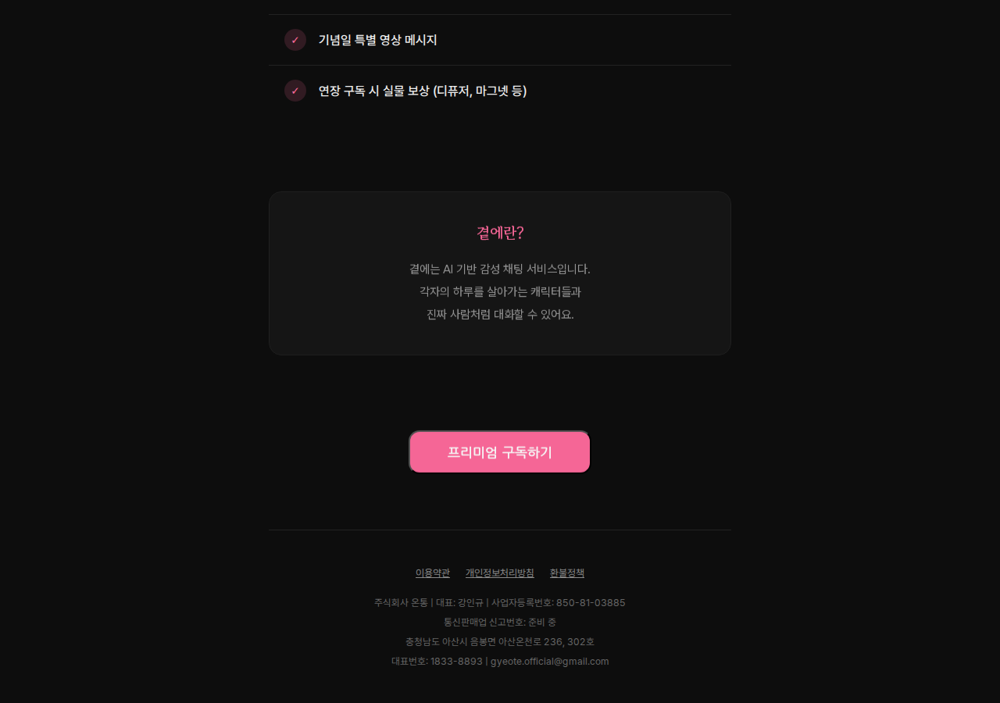 ✓ 기념일 특별 영상 메시지
✓ 연장 구독 시 실물 보상 (디퓨저, 마그넷 등)
곁에란?
곁에는 AI 기반 감성 채팅 서비스입니다.
각자의 하루를 살아가는 캐릭터들과
진짜 사람처럼 대화할 수 있어요.
프리미엄 구독하기
이용약관 개인정보처리방침 환불정책
주식회사 온통 | 대표: 강인규 | 사업자등록번호: 850-81-03885
통신판매업 신고번호: 준비 중
충청남도 아산시 음봉면 아산온천로 236, 302호
대표번호: 1833-8893 | gyeote.official@gmail.com